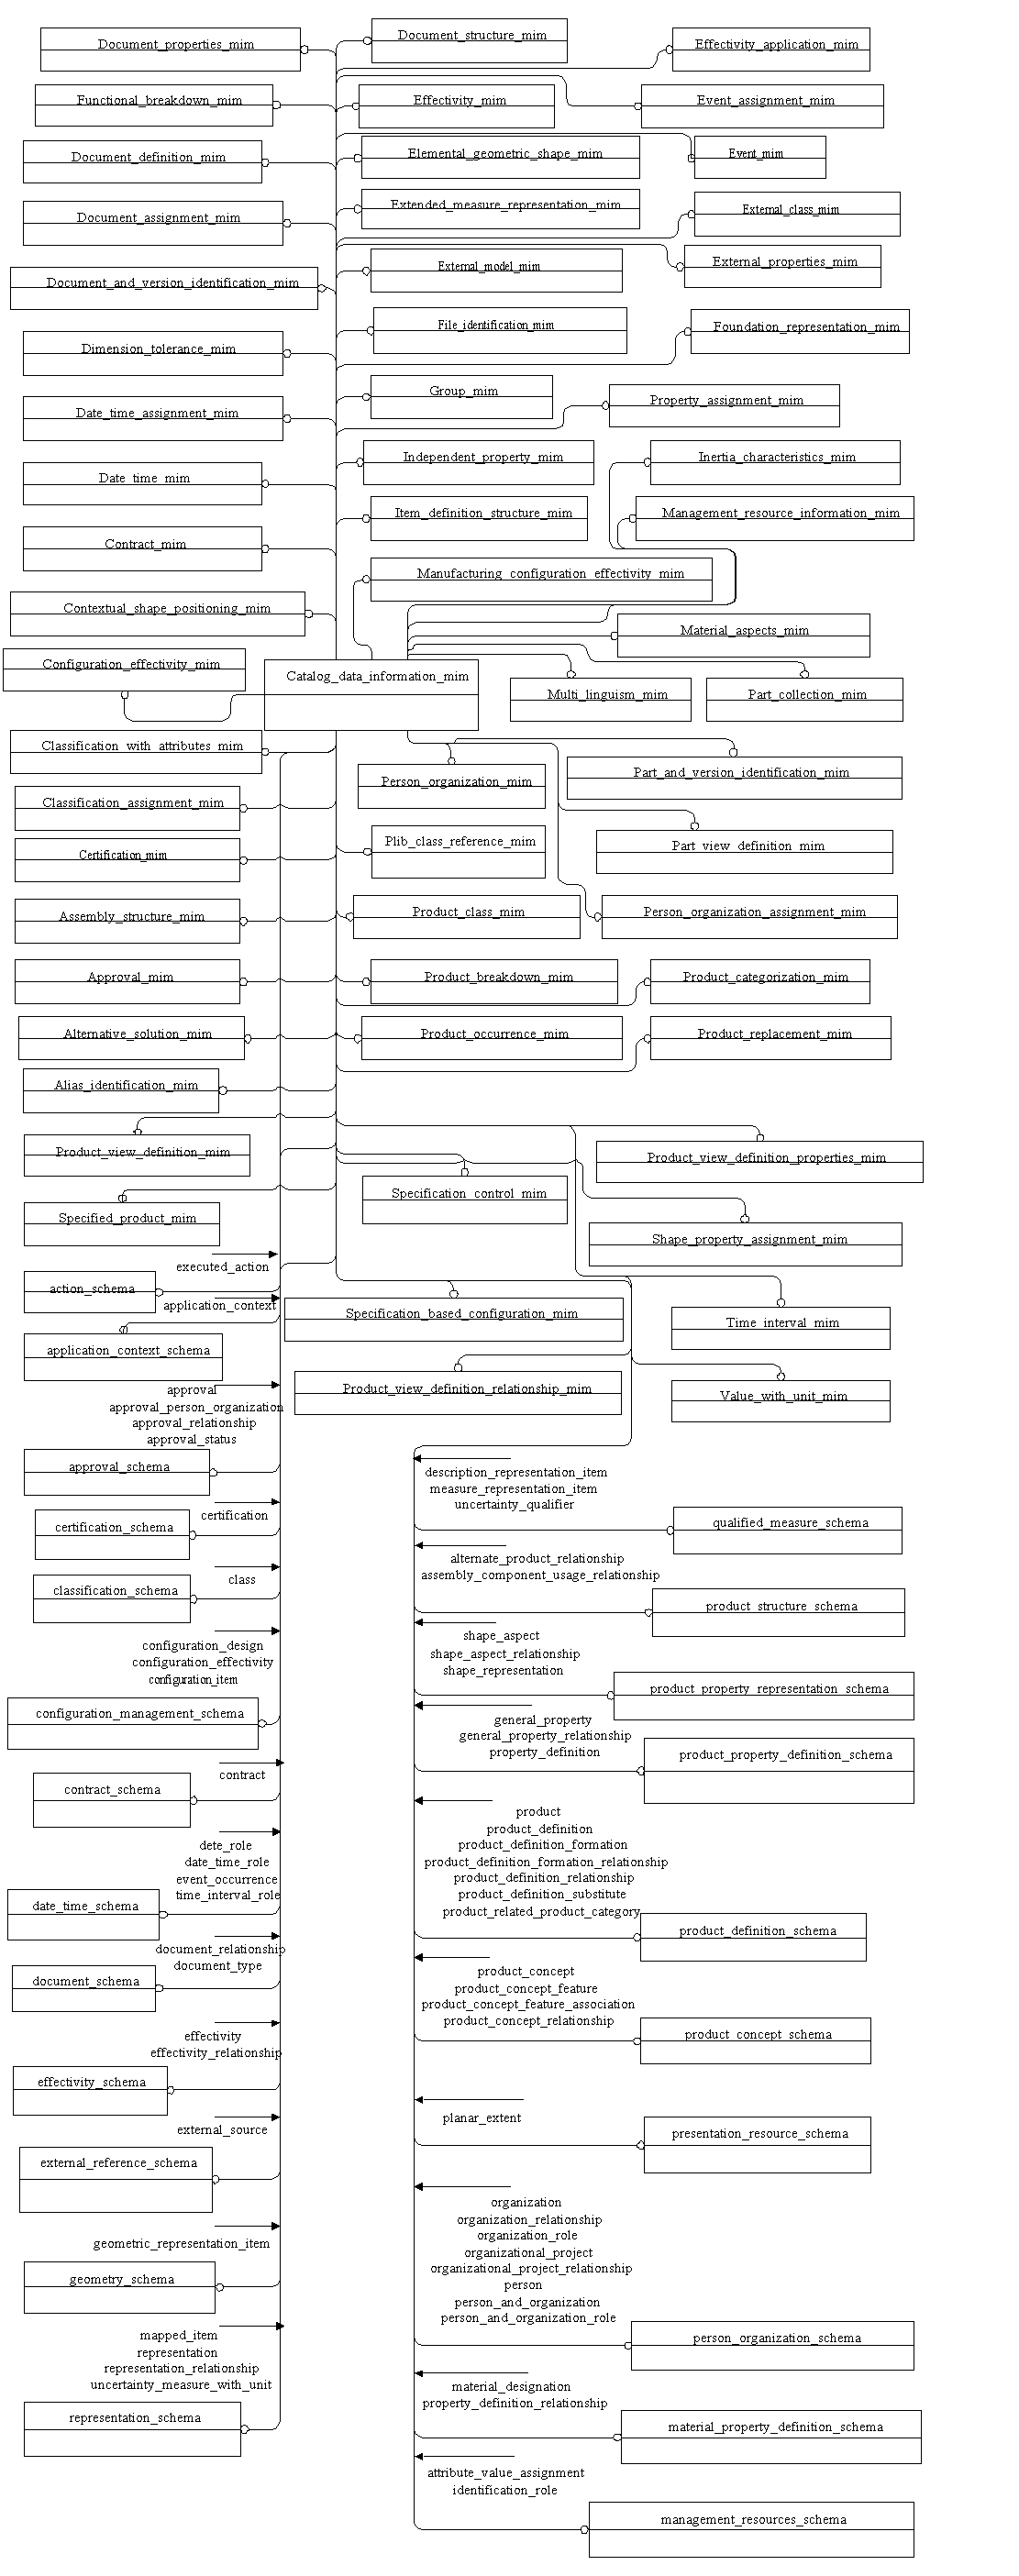 Document_properties_mim
Document_structure_mim
Effectivity_application_mim
Functional_breakdown_mim
Effectivity_mim
Event_assignment_mim
Document_definition_mim
Elemental_geometric_shape_mim
Event_mim
Document_assignment_mim
Extended_measure_representation_mim
External_class_mim
External_properties_mim
Document_and_version_identification_mim
External_model_mim
File_identification_mim
Foundation_representation_mim
Dimension_tolerance_mim
Group_mim
Property_assignment_mim
Date_time_assignment_mim
Independent_property_mim
Inertia_characteristics_mim
Date_time_mim
Item_definition_structure_mim
Management_resource_information_mim
Contract_mim
Manufacturing_configuration_effectivity_mim
Contextual_shape_positioning_mim
Material_aspects_mim
Configuration_effectivity_mim
Catalog_data_information_mim
Multi_linguism_mim
Part_collection_mim
Classification_with_attributes_mim
Person_organization_mim
Part_and_version_identification_mim
Classification_assignment_mim
Plib_class_reference_mim
Part_view_definition_mim
Certification_mim
Assembly_structure_mim
Product_class_mim
Person_organization_assignment_mim
Approval_mim
Product_breakdown_mim
Product_categorization_mim
Alternative_solution_mim
Product_occurrence_mim
Product_replacement_mim
Alias_identification_mim
Product_view_definition_mim
Product_view_definition_properties_mim
Specification_control_mim
Specified_product_mim
Shape_property_assignment_mim
executed_action
action_schema
application_context
Specification_based_configuration_mim
Time_interval_mim
application_context_schema
Product_view_definition_relationship_mim
Value_with_unit_mim
approval
approval_person_organization
approval_relationship
approval_status
approval_schema
description_representation_item
measure_representation_item
uncertainty_qualifier
certification
certification_schema
qualified_measure_schema
alternate_product_relationship
assembly_component_usage_relationship
class
classification_schema
product_structure_schema
configuration_design
configuration_effectivity
configuration_item
shape_aspect
shape_aspect_relationship
shape_representation
product_property_representation_schema
configuration_management_schema
general_property
general_property_relationship
property_definition
product_property_definition_schema
contract
contract_schema
product
product_definition
product_definition_formation
product_definition_formation_relationship
product_definition_relationship
product_definition_substitute
product_related_product_category
dete_role
date_time_role
event_occurrence
time_interval_role
date_time_schema
product_definition_schema
document_relationship
document_type
document_schema
product_concept
product_concept_feature
product_concept_feature_association
product_concept_relationship
product_concept_schema
effectivity
effectivity_relationship
effectivity_schema
external_source
planar_extent
presentation_resource_schema
external_reference_schema
organization
organization_relationship
organization_role
organizational_project
organizational_project_relationship
person
person_and_organization
person_and_organization_role
geometric_representation_item
geometry_schema
person_organization_schema
mapped_item
representation
representation_relationship
uncertainty_measure_with_unit
representation_schema
material_designation
property_definition_relationship
material_property_definition_schema
attribute_value_assignment
identification_role
management_resources_schema